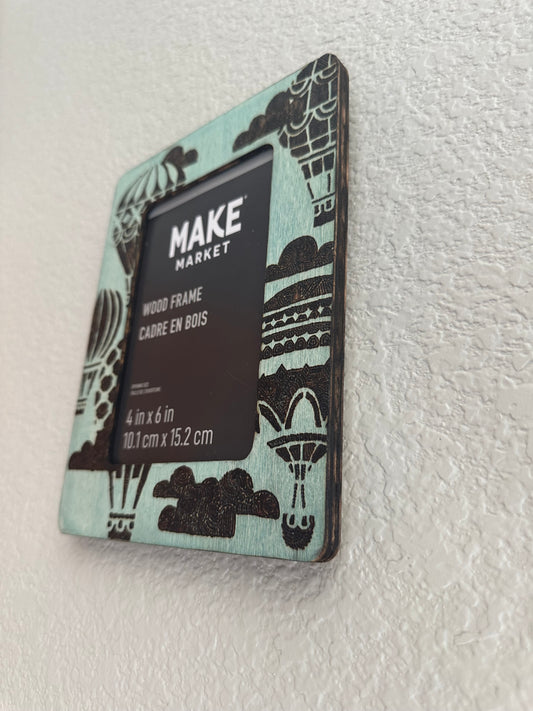 MAKE
MARKET
WOOD FRAME
CADRE EN BOIS
4 in x 6 in
10.1 cm x 15.2 cm